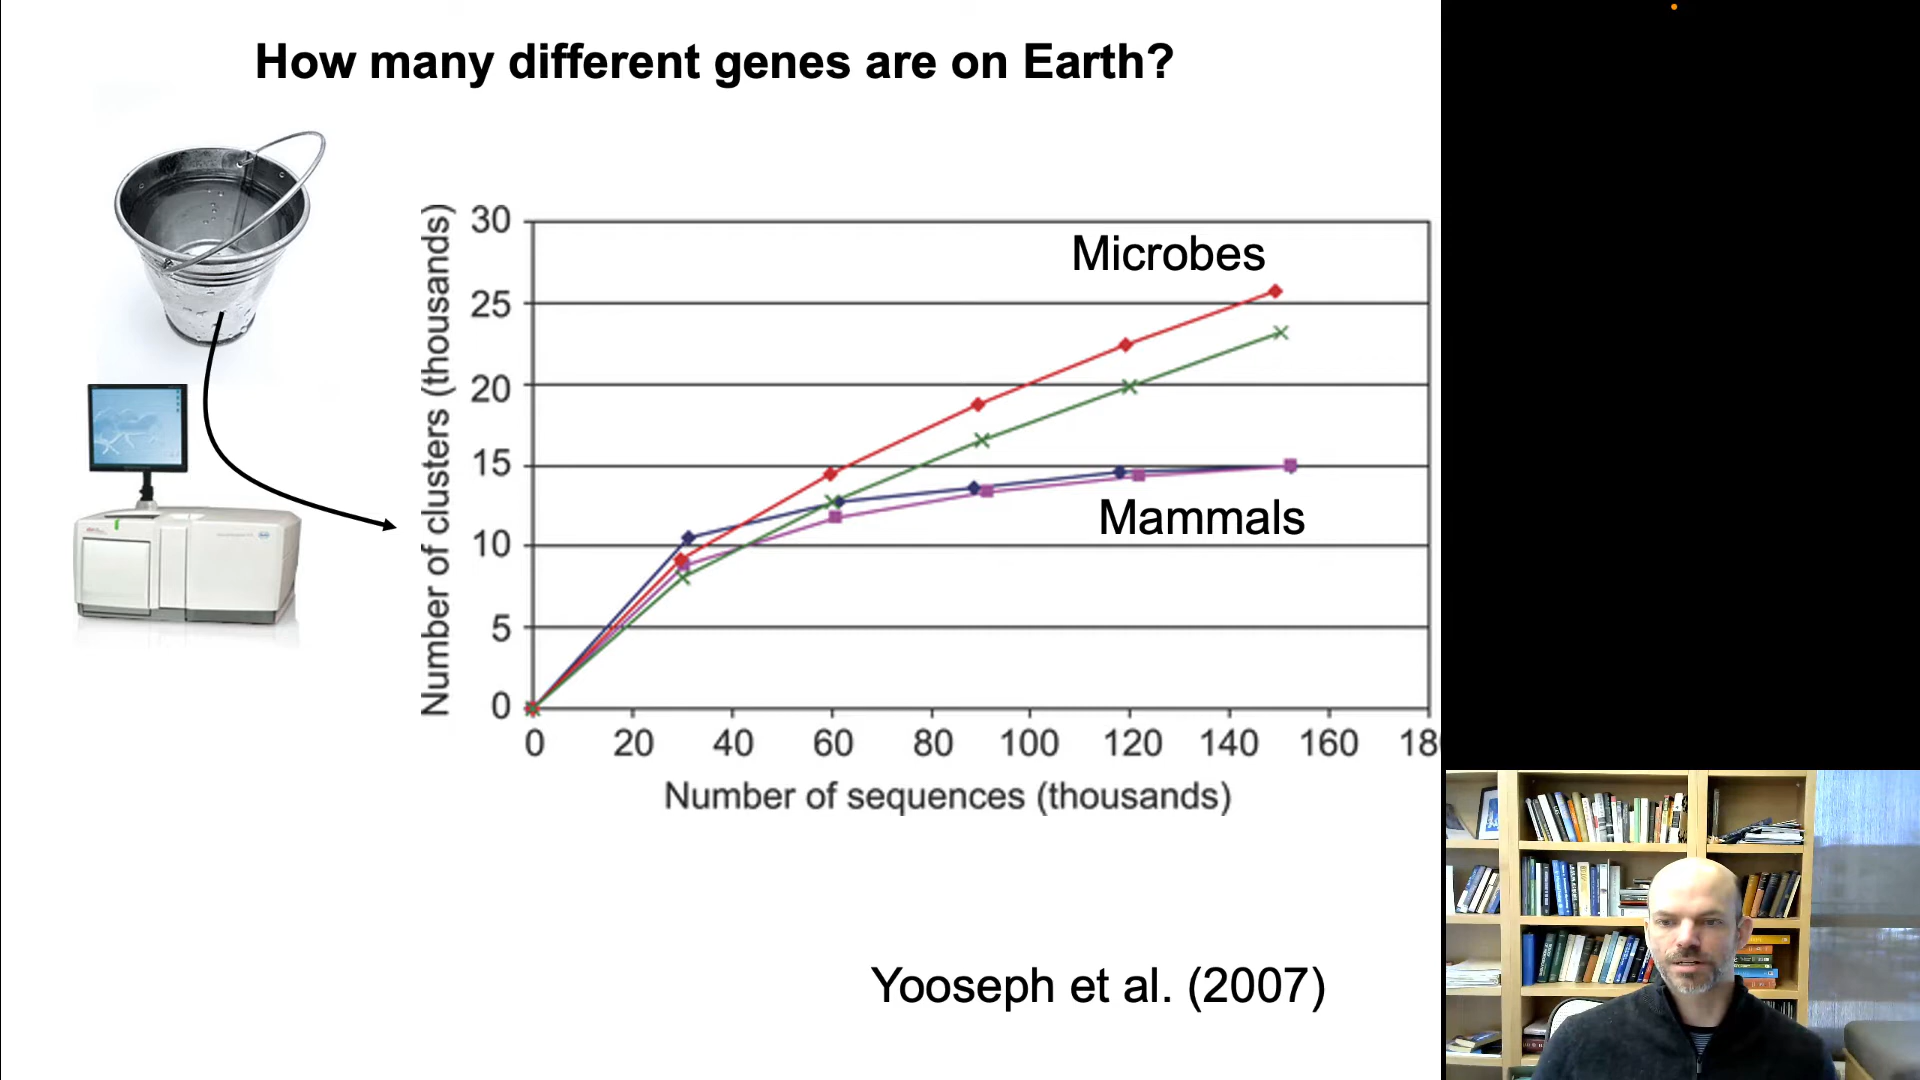 How many different genes are on Earth?
Number of clusters (thousands)
30
25
20
15
10
5
0
Microbes
Mammals
0 20 40 60 80 100 120 140 160 18
Number of sequences (thousands)
Yooseph et al. (2007)